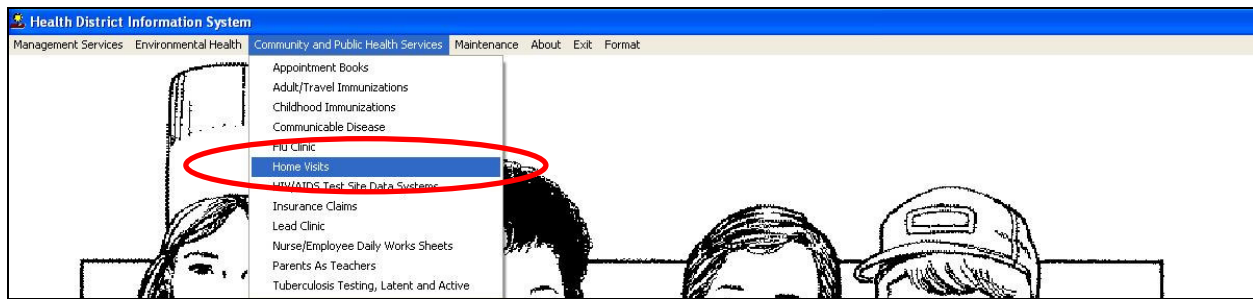 Health District Information System
Management Services Environmental Health Community and Public Health Services Maintenance About Exit Format
Appointment Books
Adult/Travel Immunizations
Childhood Immunizations
Communicable Disease
Flu Clinic
Home Visits
HIV/AIDS Test Site Data Systems
Insurance Claims
Lead Clinic
Nurse/Employee Daily Works Sheets
Parents As Teachers
Tuberculosis Testing, Latent and Active